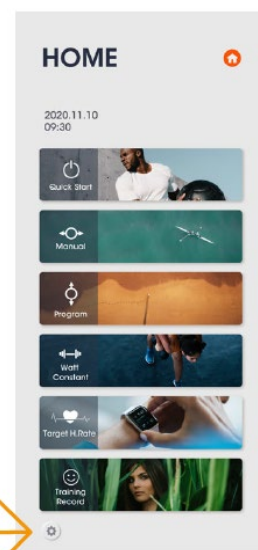 HOME
2020.11.10
09:30
Quick Start
Manual
Program
Watt
Constant
Target H.Rate
Training
Record